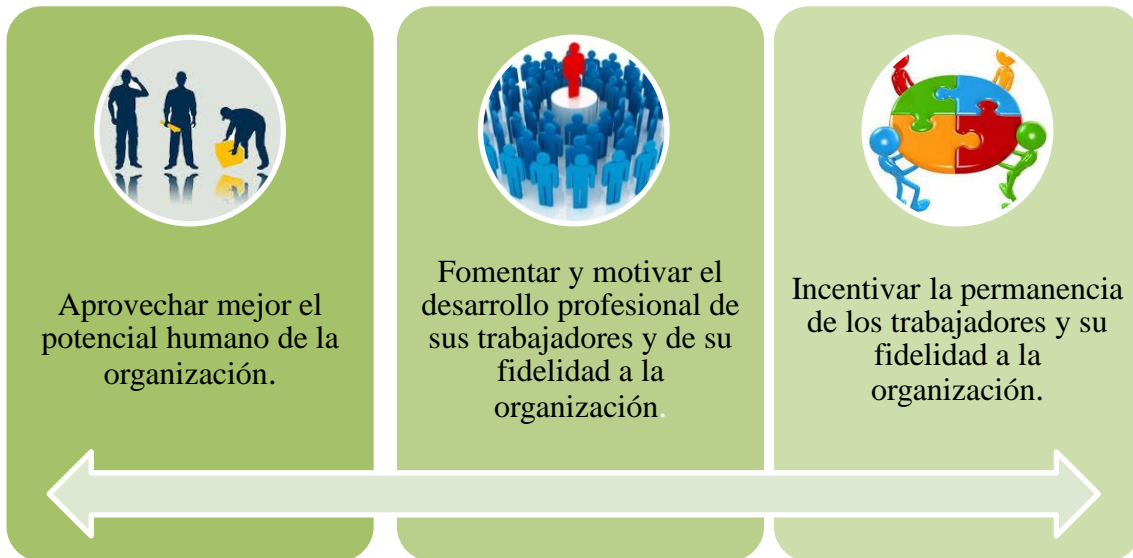 Aprovechar mejor el
potencial humano de la
organización.
Fomentar y motivar el
desarrollo profesional de
sus trabajadores y de su
fidelidad a la
organización.
Incentivar la permanencia
de los trabajadores y su
fidelidad a la
organización.